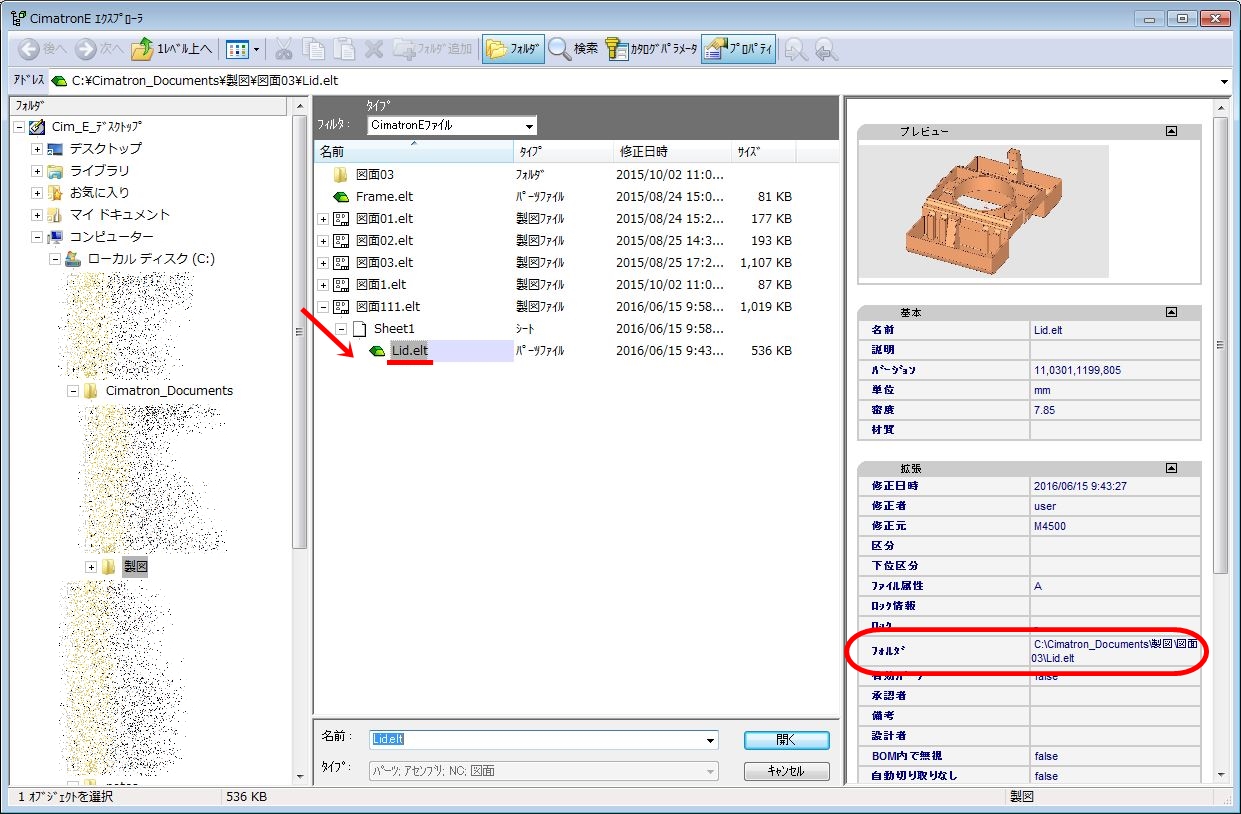 CimatronE ｴｸｽﾌﾟﾛｰﾗ
後へ 次へ 1ﾚﾍﾞﾙ上へ ﾌｫﾙﾀﾞ追加 ﾌｫﾙﾀﾞ 検索 ｶﾀﾛｸﾞﾊﾟﾗﾒｰﾀ ﾌﾟﾛﾊﾟﾃｨ
ｱﾄﾞﾚｽ C:¥Cimatron_Documents¥製図¥図面03¥Lid.elt
ﾌｫﾙﾀﾞ
Cim_E_ﾃﾞｽｸﾄｯﾌﾟ
デスクトップ
ライブラリ
お気に入り
マイ ドキュメント
コンピューター
ローカル ディスク (C:)
Cimatron_Documents
製図
ﾀｲﾌﾟ
ﾌｨﾙﾀ : CimatronEﾌｧｲﾙ
名前 ﾀｲﾌﾟ 修正日時 ｻｲｽﾞ
図面03 ﾌｫﾙﾀﾞ 2015/10/02 11:0...
Frame.elt ﾊﾟｰﾂﾌｧｲﾙ 2015/08/24 15:0... 81 KB
図面01.elt 製図ﾌｧｲﾙ 2015/08/24 15:2... 177 KB
図面02.elt 製図ﾌｧｲﾙ 2015/08/25 14:3... 193 KB
図面03.elt 製図ﾌｧｲﾙ 2015/08/25 17:2... 1,107 KB
図面1.elt 製図ﾌｧｲﾙ 2015/10/02 11:0... 87 KB
図面111.elt 製図ﾌｧｲﾙ 2016/06/15 9:58... 1,019 KB
Sheet1 ｼｰﾄ 2016/06/15 9:58...
Lid.elt ﾊﾟｰﾂﾌｧｲﾙ 2016/06/15 9:43... 536 KB
名前 : Lid.elt 開く
ﾀｲﾌﾟ: ﾊﾟｰﾂ; ｱｾﾝﾌﾞﾘ; NC; 図面 ｷｬﾝｾﾙ
プレビュー
基本
名前 Lid.elt
説明
ﾊﾞｰｼﾞｮﾝ 11,0301,1199,805
単位 mm
密度 7.85
材質
拡張
修正日時 2016/06/15 9:43:27
修正者 user
修正元 M4500
区分
下位区分
ﾌｧｲﾙ属性 A
ﾛｯｸ情報
ﾛｯｸ
ﾌｫﾙﾀﾞ C:\Cimatron_Documents\製図\図面
03\Lid.elt
false
承認者
備考
設計者
BOM内で無視 false
自動切り取りなし false
1 ｵﾌﾞｼﾞｪｸﾄを選択 536 KB 製図